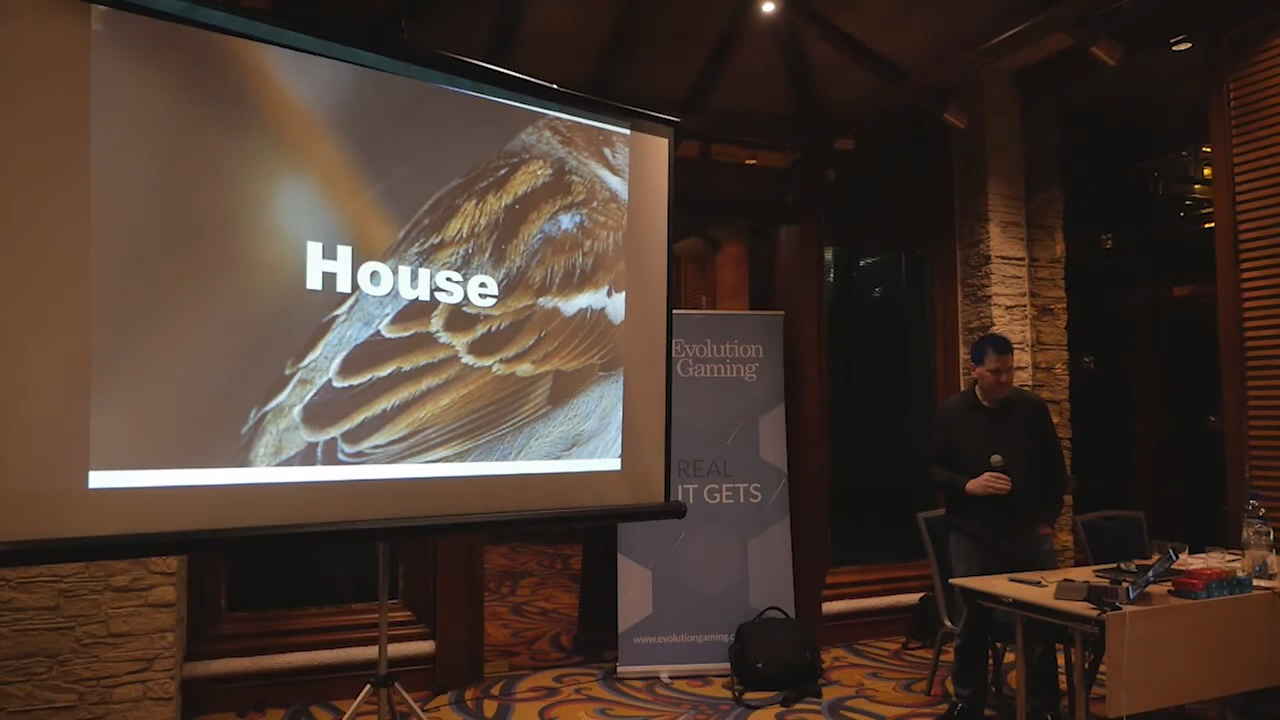 House
Evolution
Gaming
REAL
IT GETS
www.evolutiongaming.c